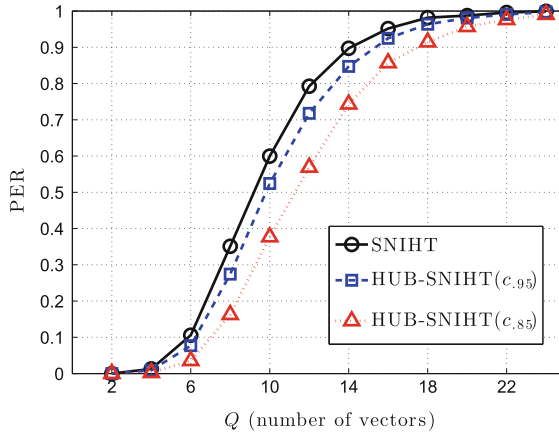 1
0.9
0.8
0.7
0.6
0.5
0.4
0.3
0.2
0.1
0
PER
SNIHT
HUB-SNIHT(c.95)
HUB-SNIHT(c.85)
2 6 10 14 18 22
Q (number of vectors)